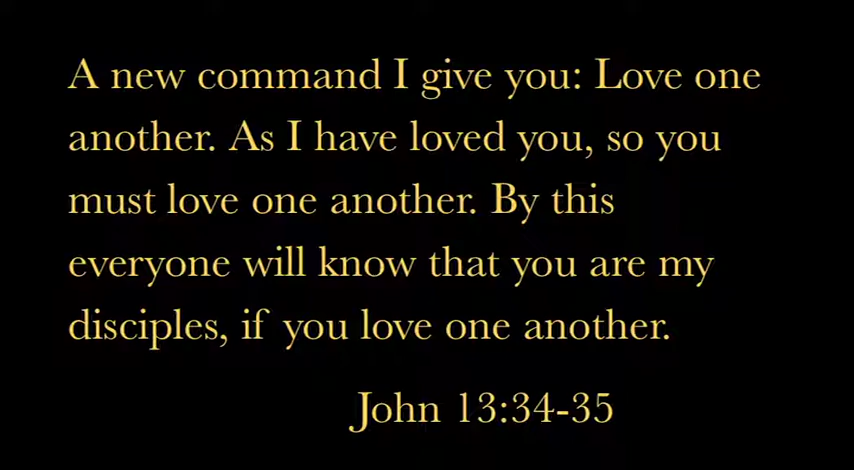 A new command I give you: Love one
another. As I have loved you, so you
must love one another. By this
everyone will know that you are my
disciples, if you love one another.
John 13:34-35